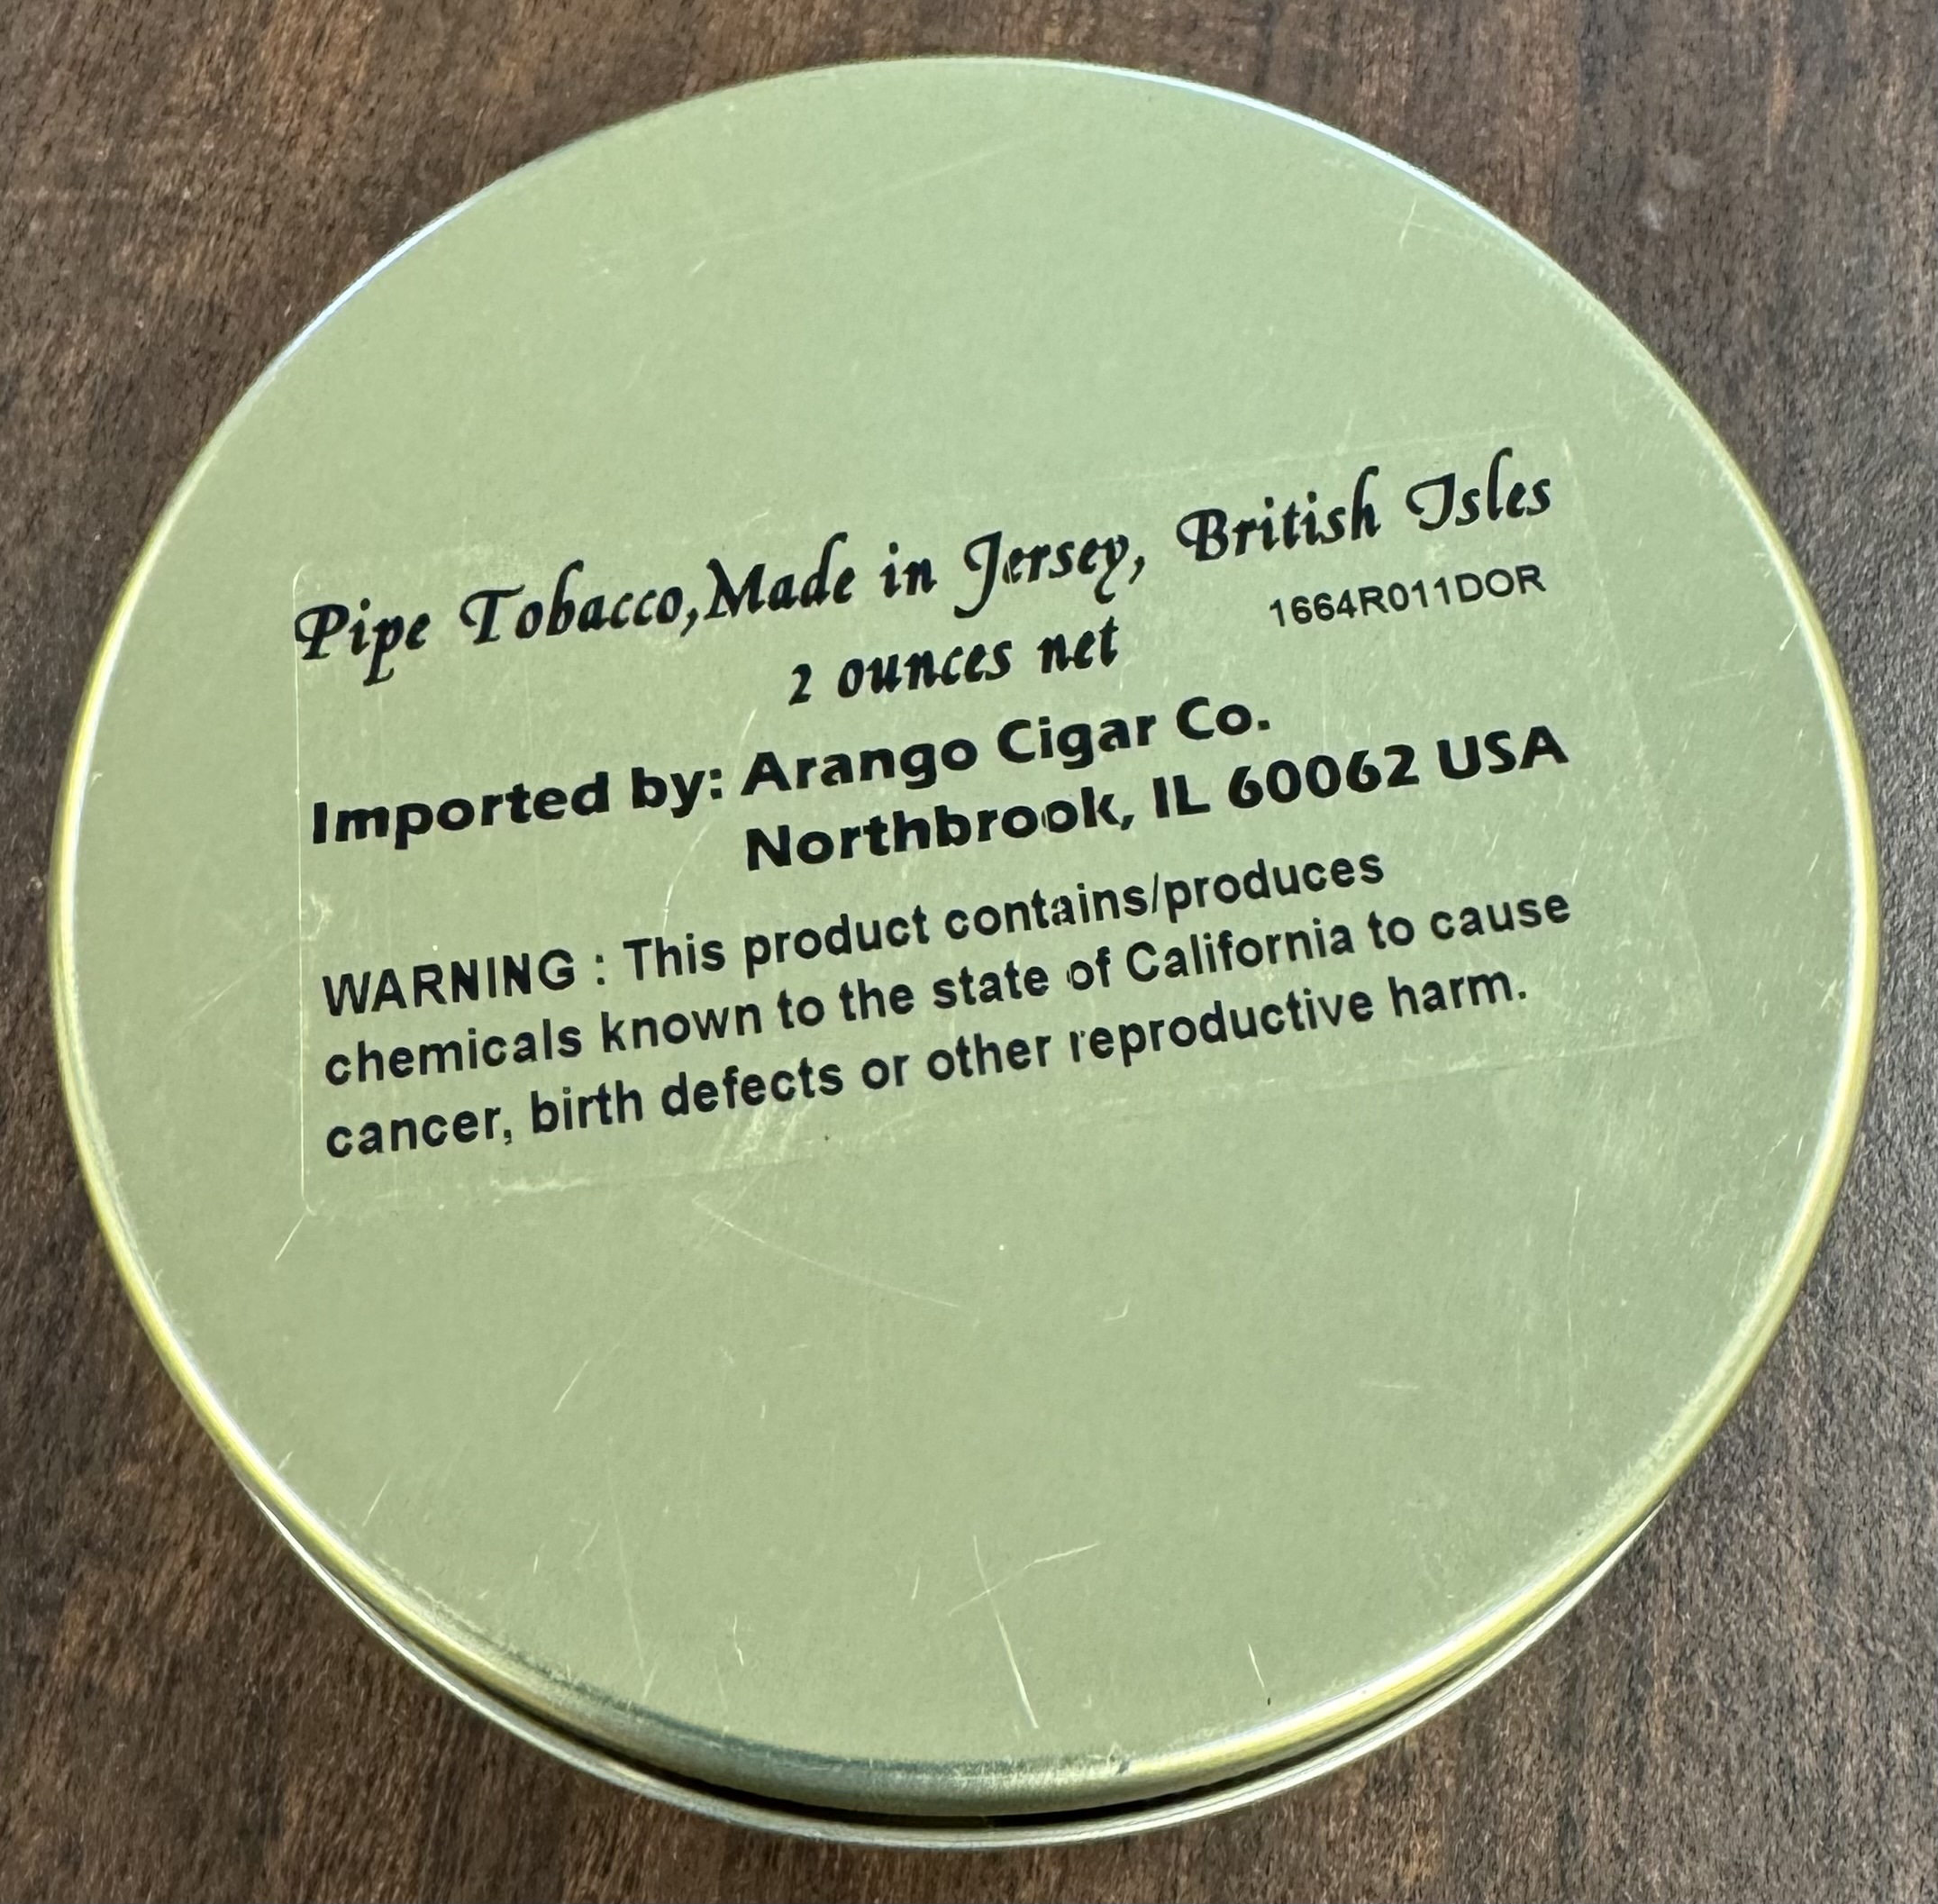 Pipe Tobacco,Made in Jersey, British Isles
1664R011DOR
2 ounces net
Imported by: Arango Cigar Co.
Northbrook, IL 60062 USA
WARNING : This product contains/produces
chemicals known to the state of California to cause
cancer, birth defects or other reproductive harm.